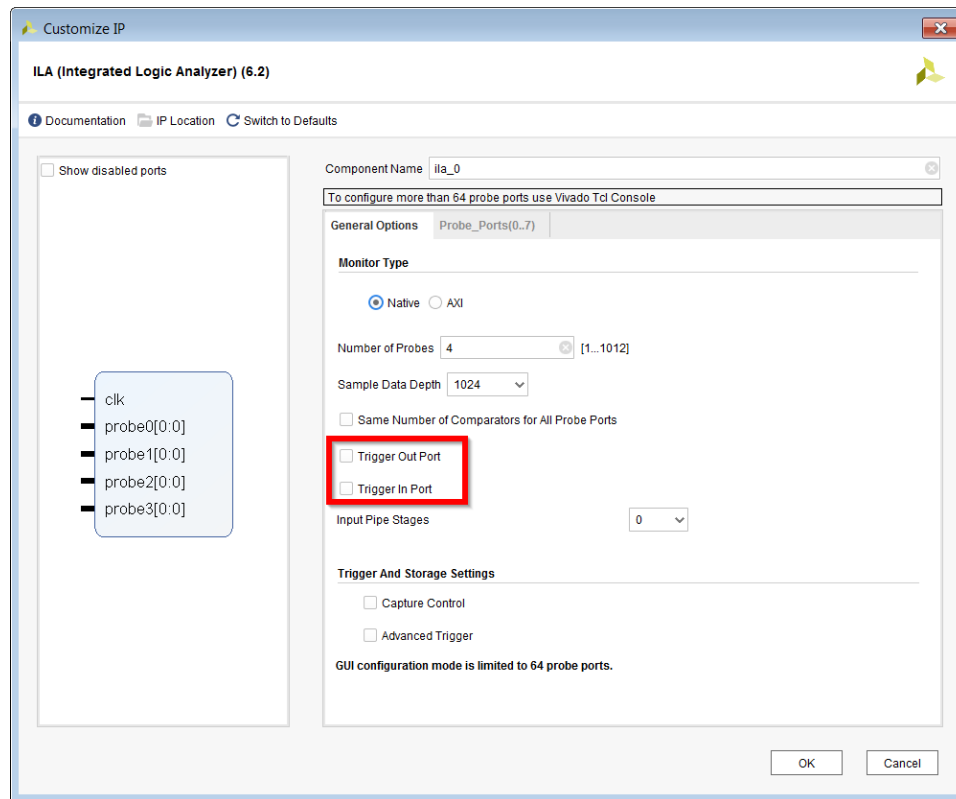 Customize IP
ILA (Integrated Logic Analyzer) (6.2)
Documentation IP Location Switch to Defaults
Show disabled ports
clk
probe0[0:0]
probe1[0:0]
probe2[0:0]
probe3[0:0]
Component Name ila_0
To configure more than 64 probe ports use Vivado Tcl Console
General Options Probe_Ports(0..7)
Monitor Type
Native AXI
Number of Probes 4 [1...1012]
Sample Data Depth 1024
Same Number of Comparators for All Probe Ports
Trigger Out Port
Trigger In Port
Input Pipe Stages 0
Trigger And Storage Settings
Capture Control
Advanced Trigger
GUI configuration mode is limited to 64 probe ports.
OK Cancel